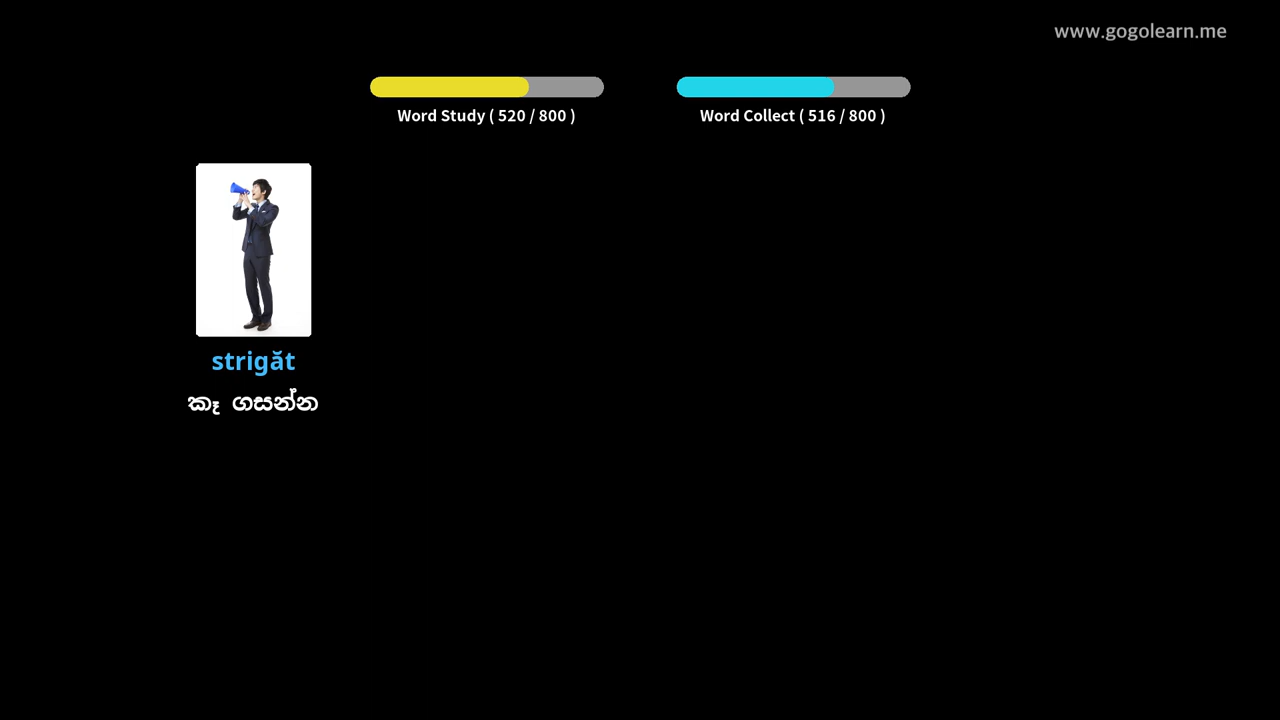 www.gogolearn.me
Word Study ( 520 / 800 )
Word Collect ( 516 / 800 )
strigăt
කෑ ගසන්න